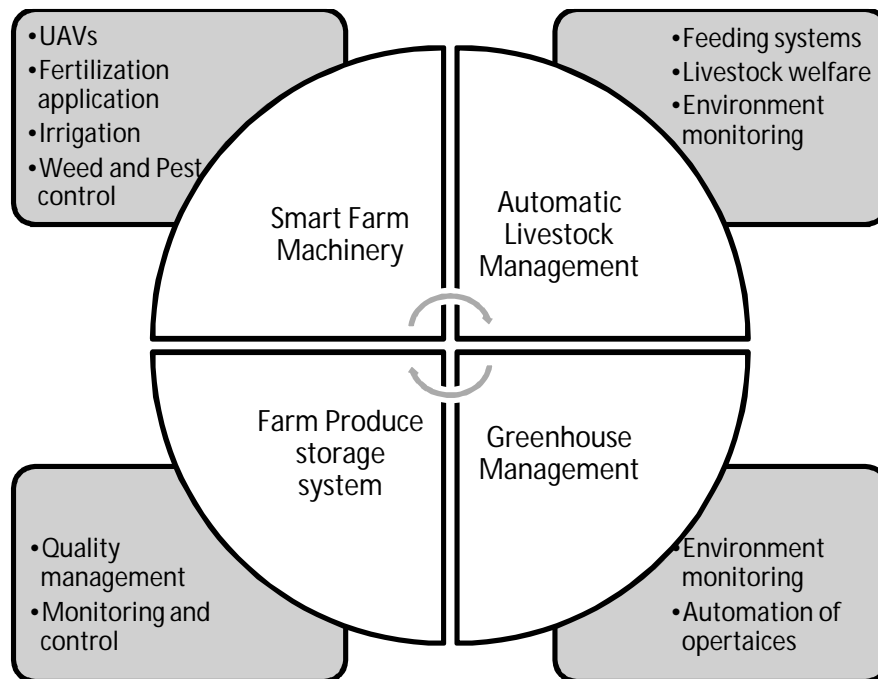 •UAVs
•Fertilization
application
•Irrigation
•Weed and Pest
control
Smart Farm
Machinery
•Feeding systems
•Livestock welfare
•Environment
monitoring
Automatic
Livestock
Management
Farm Produce
storage
system
•Quality
management
•Monitoring and
control
Greenhouse
Management
•Environment
monitoring
•Automation of
opertaices